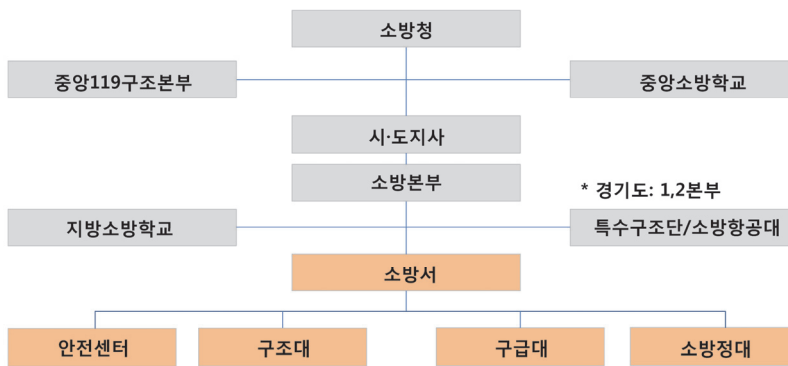 소방청
중앙119구조본부
중앙소방학교
시·도지사
소방본부
* 경기도: 1,2본부
지방소방학교
특수구조단/소방항공대
소방서
안전센터
구조대
구급대
소방정대